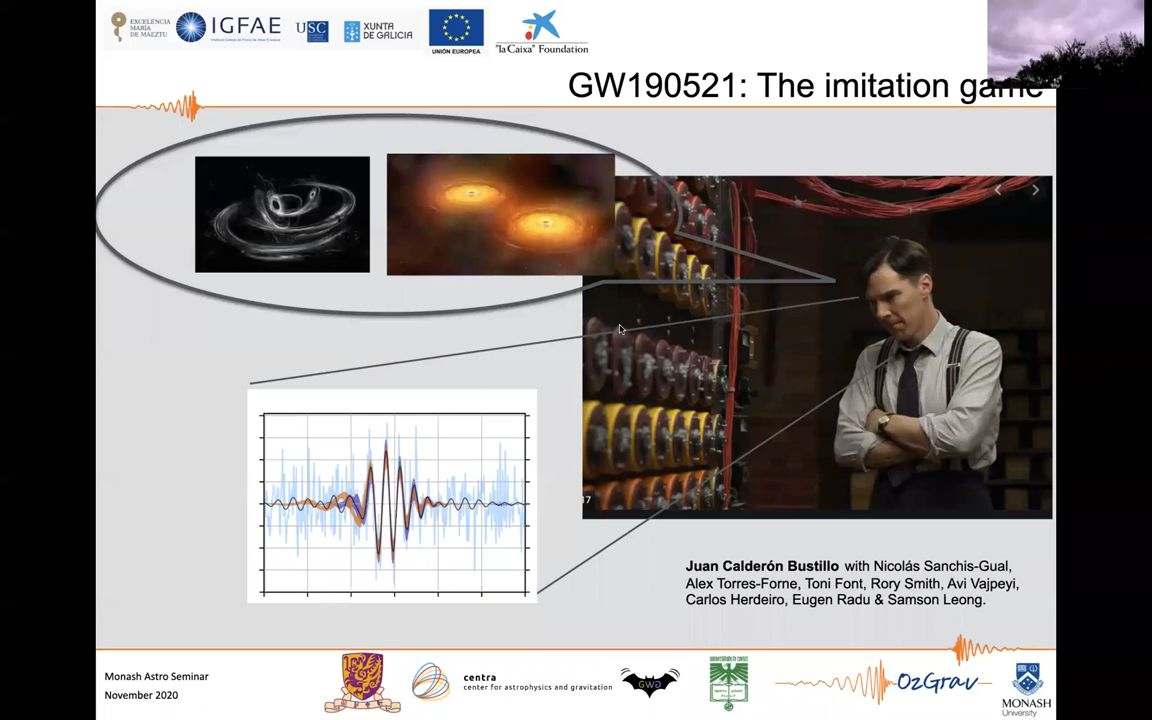 EXCELENCIA
MARÍA
DE MAEZTU
IGFAE
USC
XUNTA
DE GALICIA
UNIÓN EUROPEA
"la Caixa" Foundation
GW190521: The imitation game
17
Juan Calderón Bustillo with Nicolás Sanchis-Gual,
Alex Torres-Forne, Toni Font, Rory Smith, Avi Vajpeyi,
Carlos Herdeiro, Eugen Radu & Samson Leong.
Monash Astro Seminar
November 2020
centra
center for astrophysics and gravitation
OzGrav
MONASH
University